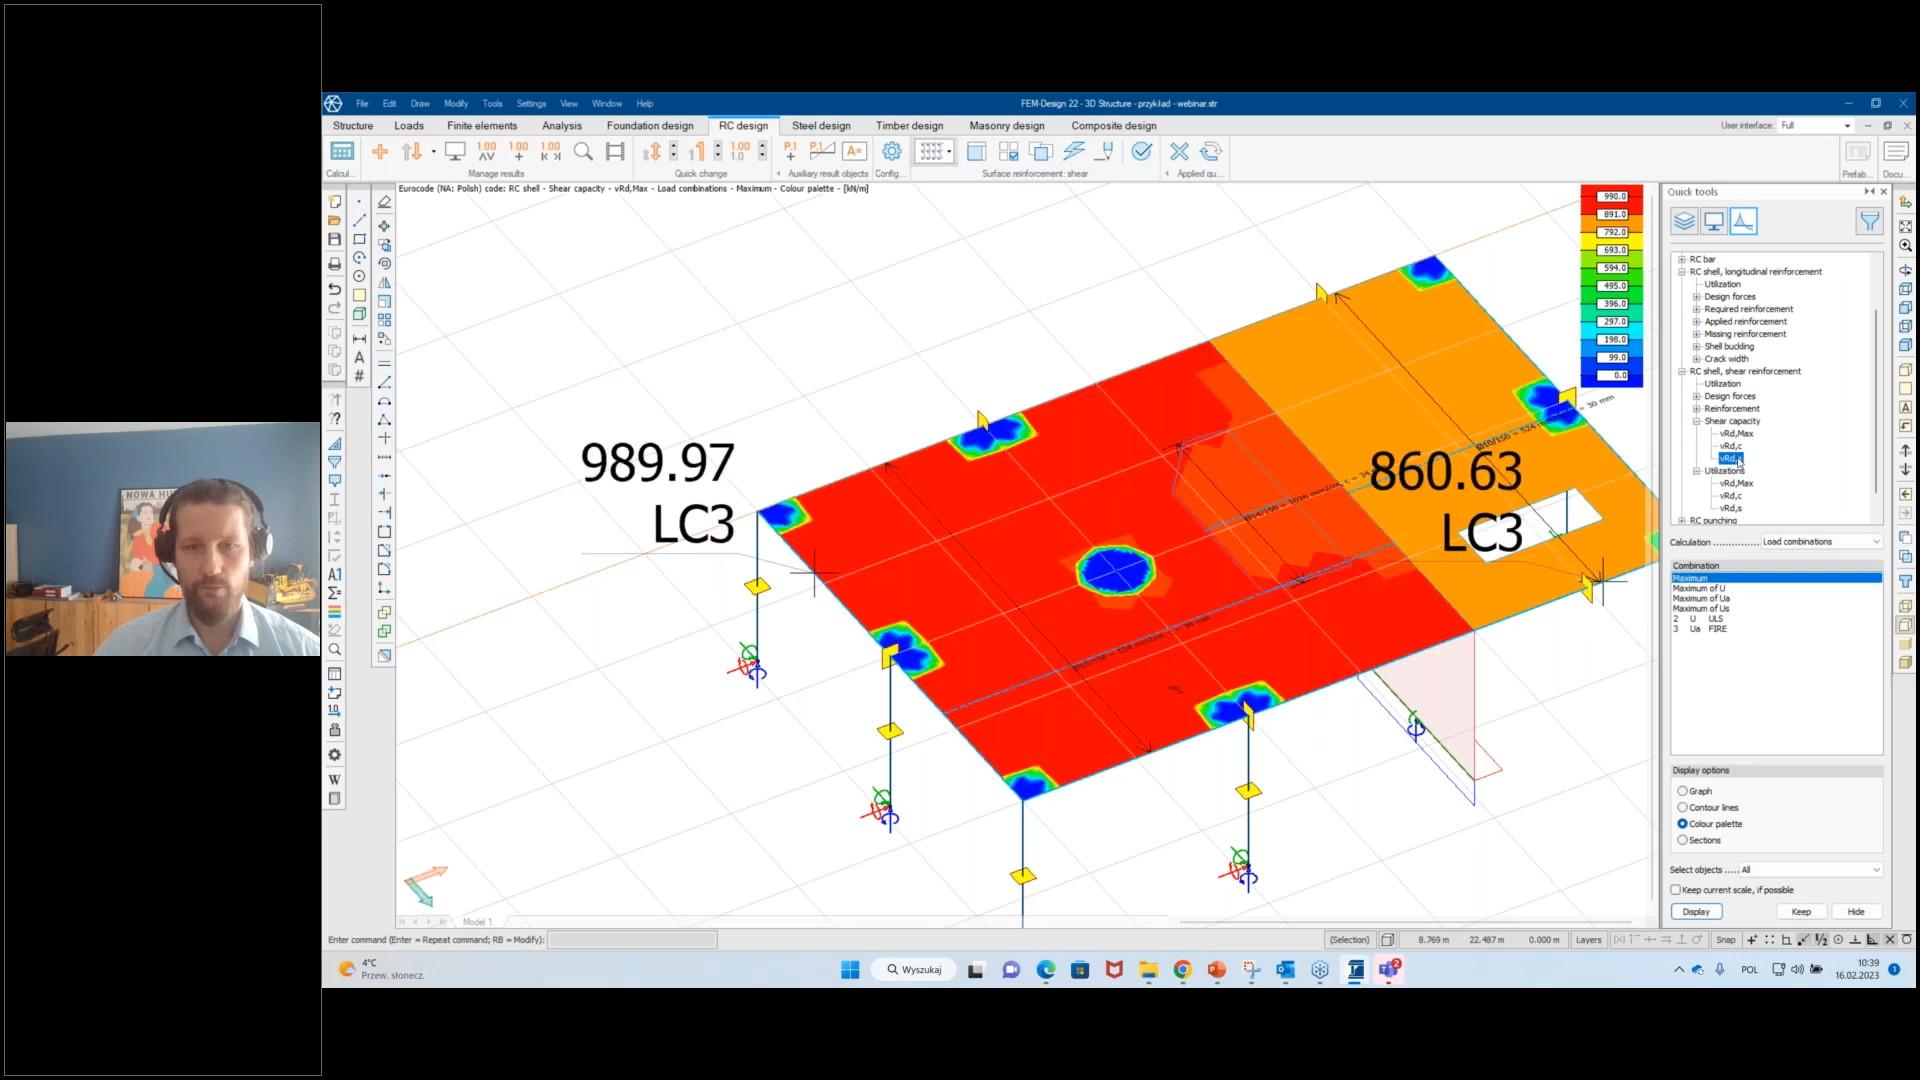 NOWA HU
File Edit Draw Modify Tools Settings View Window Help
FEM-Design 22 - 3D Structure - przykład - webinar.str
Structure Loads Finite elements Analysis Foundation design RC design Steel design Timber design Masonry design Composite design
User interface: Full
Calcul... Manage results Quick change Auxiliary result objects Config... Surface reinforcement: shear Applied qu... Prefab... Docu...
Eurocode (NA: Polish) code: RC shell - Shear capacity - vRd,Max - Load combinations - Maximum - Colour palette - [kN/m]
990.0
891.0
792.0
693.0
594.0
495.0
396.0
297.0
198.0
99.0
0.0
989.97
LC3
860.63
LC3
Quick tools
RC bar
RC shell, longitudinal reinforcement
Utilization
Design forces
Required reinforcement
Applied reinforcement
Missing reinforcement
Shell buckling
Crack width
RC shell, shear reinforcement
Utilization
Design forces
Reinforcement
Shear capacity
vRd,Max
vRd,c
Utilizations
vRd,Max
vRd,c
vRd,s
RC punching
Calculation Load combinations
Combination
Maximum
Maximum of U
Maximum of Ua
Maximum of Us
2 U ULS
3 Ua FIRE
Display options
Graph
Contour lines
Colour palette
Sections
Select objects ..... All
Keep current scale, if possible
Display Keep Hide
Model 1
Enter command (Enter = Repeat command; RB = Modify):
(Selection) 8.769 m 22.487 m 0.000 m Layers Snap
4°C
Przew. słonecz.
Wyszukaj
POL
10:39
16.02.2023